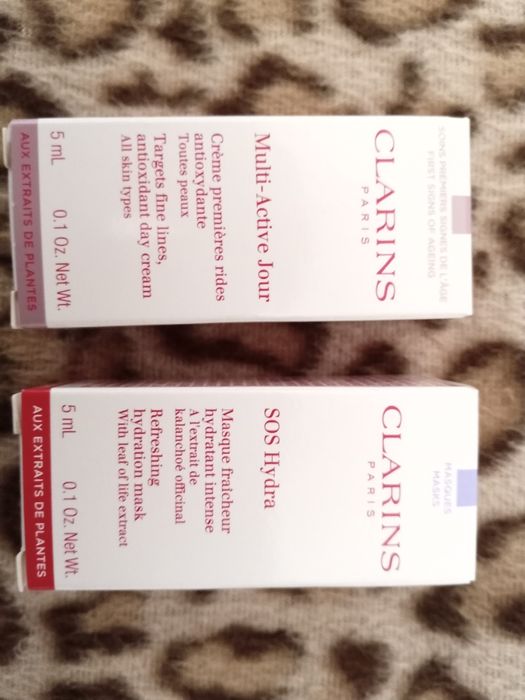 SOINS PREMIERS SIGNES DE L'ÂGE
FIRST SIGNS OF AGEING
CLARINS
PARIS
Multi-Active Jour
Crème premières rides
antioxydante
Toutes peaux
Targets fine lines,
antioxidant day cream
All skin types
5 mL 0.1 Oz. Net Wt.
AUX EXTRAITS DE PLANTES
MASQUES
MASKS
CLARINS
PARIS
SOS Hydra
Masque fraîcheur
hydratant intense
A l'extrait de
kalanchoé officinal
Refreshing
hydration mask
With leaf of life extract
5 mL 0.1 Oz. Net Wt.
AUX EXTRAITS DE PLANTES